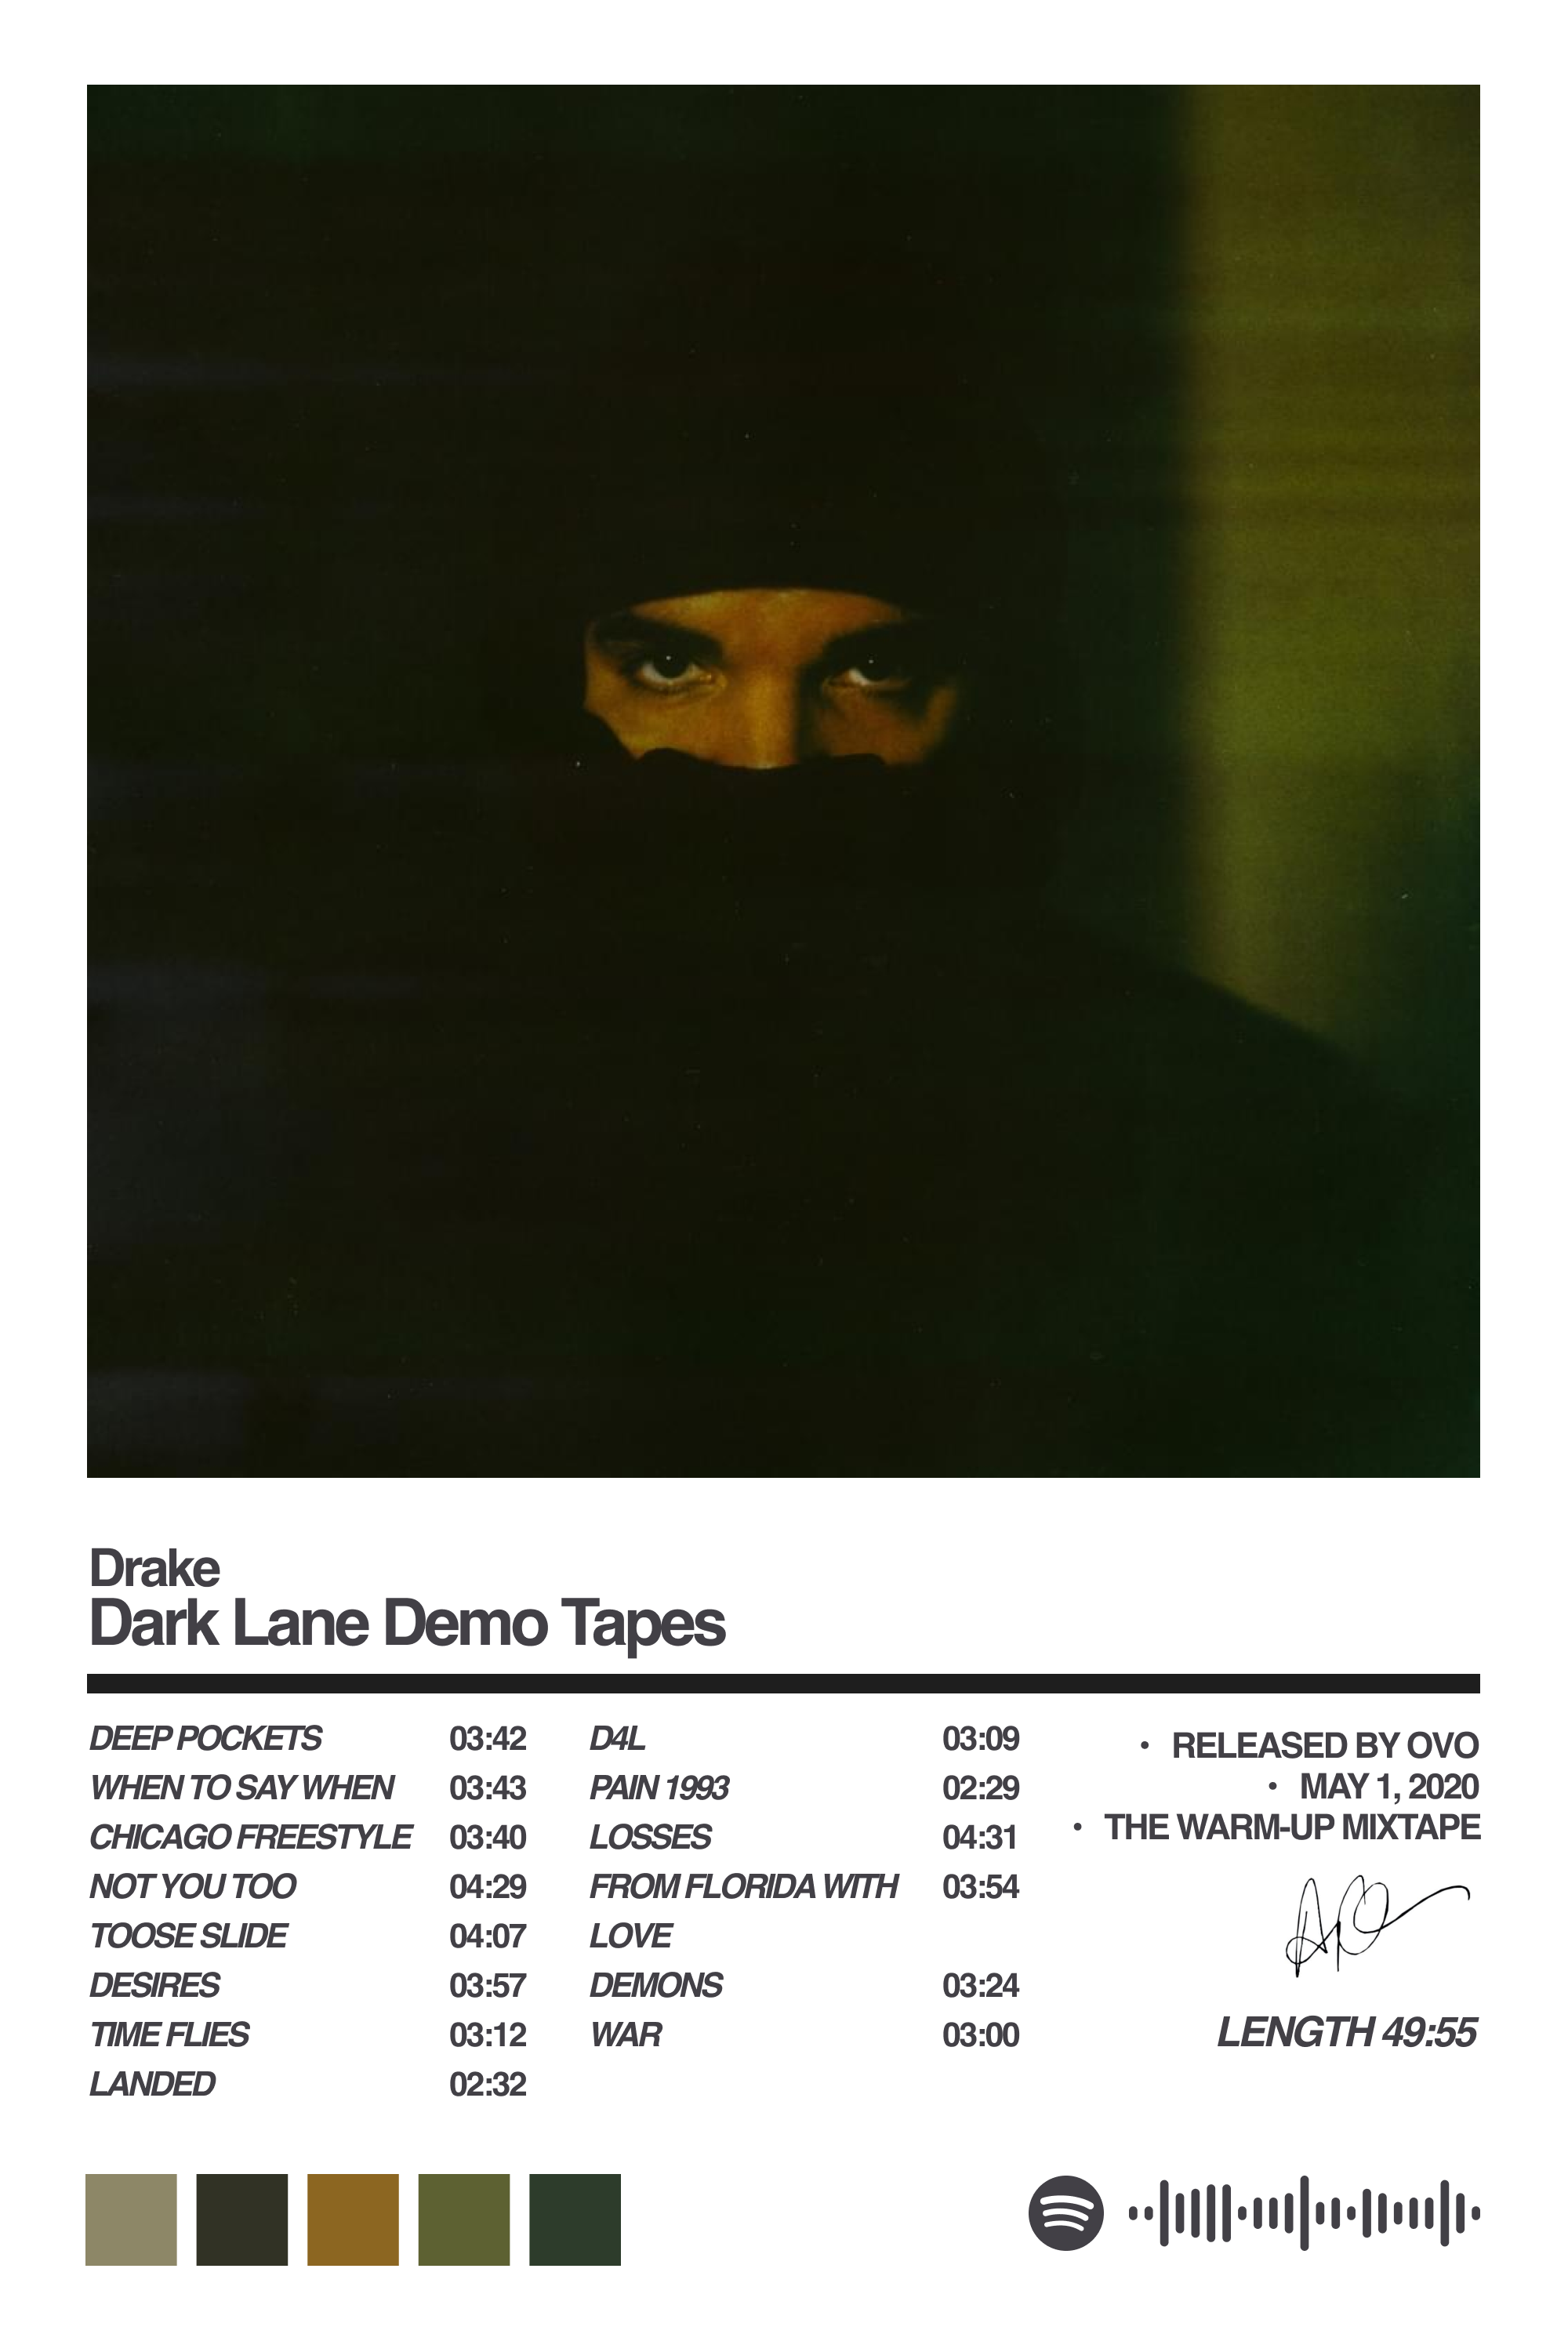 Drake
Dark Lane Demo Tapes
DEEP POCKETS 03:42
WHEN TO SAY WHEN 03:43
CHICAGO FREESTYLE 03:40
NOT YOU TOO 04:29
TOOSE SLIDE 04:07
DESIRES 03:57
TIME FLIES 03:12
LANDED 02:32
D4L 03:09
PAIN 1993 02:29
LOSSES 04:31
FROM FLORIDA WITH 03:54
LOVE
DEMONS 03:24
WAR 03:00
• RELEASED BY OVO
• MAY 1, 2020
• THE WARM-UP MIXTAPE
LENGTH 49:55